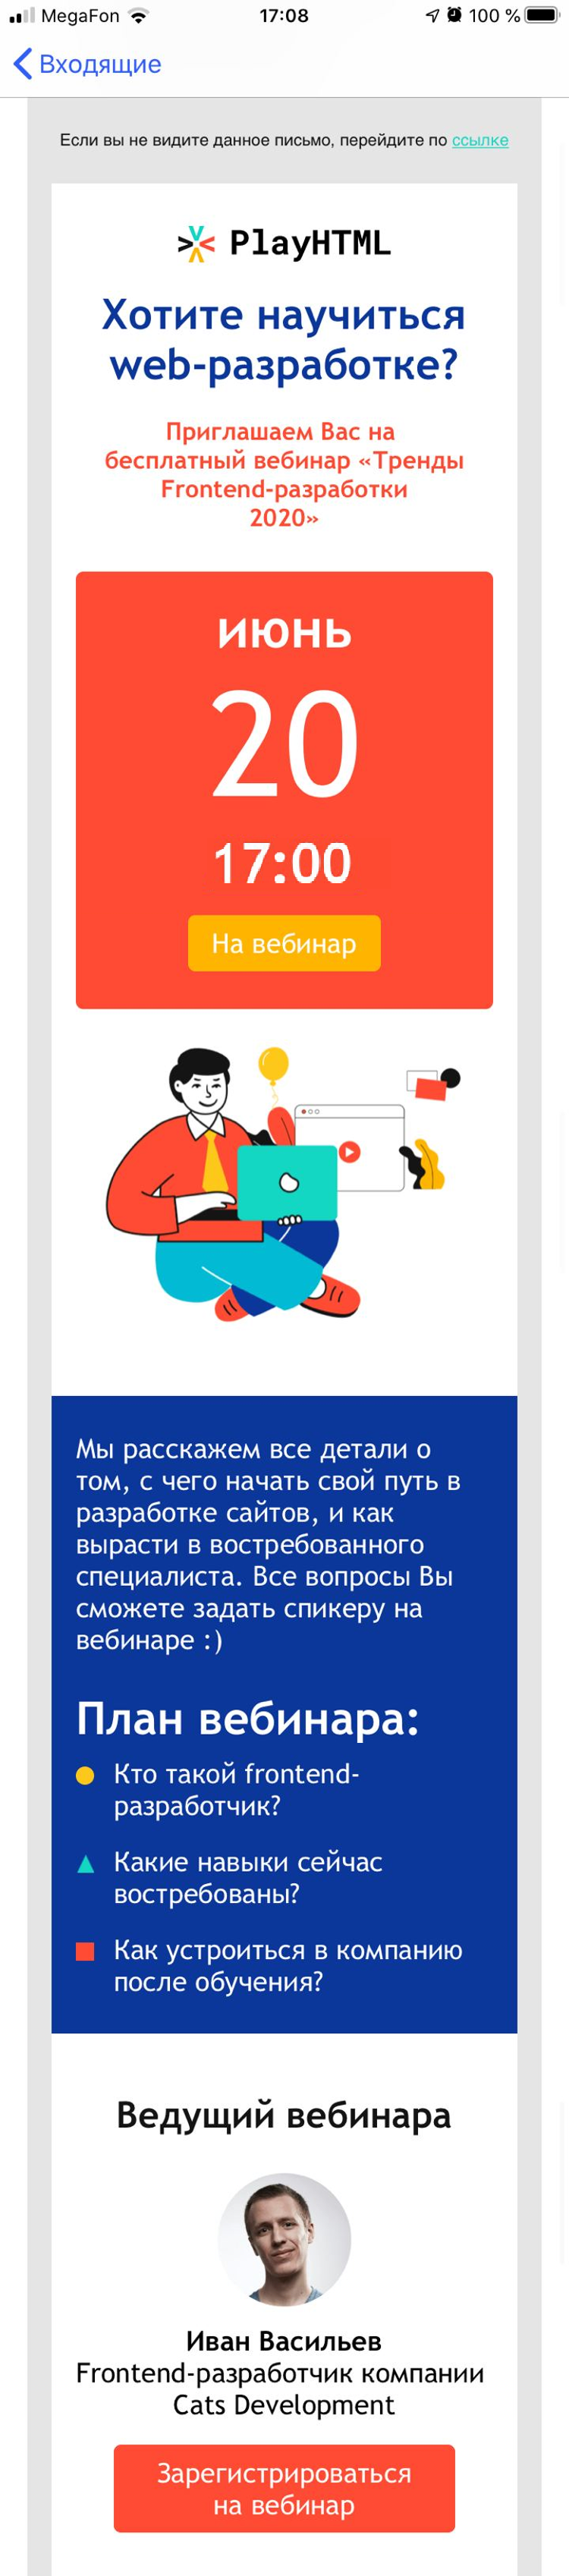 MegaFon 17:08 100 %
Входящие
Если вы не видите данное письмо, перейдите по ссылке
PlayHTML
Хотите научиться
web-разработке?
Приглашаем Вас на
бесплатный вебинар «Тренды
Frontend-разработки
2020»
ИЮНЬ
20
17:00
На вебинар
Мы расскажем все детали о
том, с чего начать свой путь в
разработке сайтов, и как
вырасти в востребованного
специалиста. Все вопросы Вы
сможете задать спикеру на
вебинаре :)
План вебинара:
Кто такой frontend-
разработчик?
Какие навыки сейчас
востребованы?
Как устроиться в компанию
после обучения?
Ведущий вебинара
Иван Васильев
Frontend-разработчик компании
Cats Development
Зарегистрироваться
на вебинар